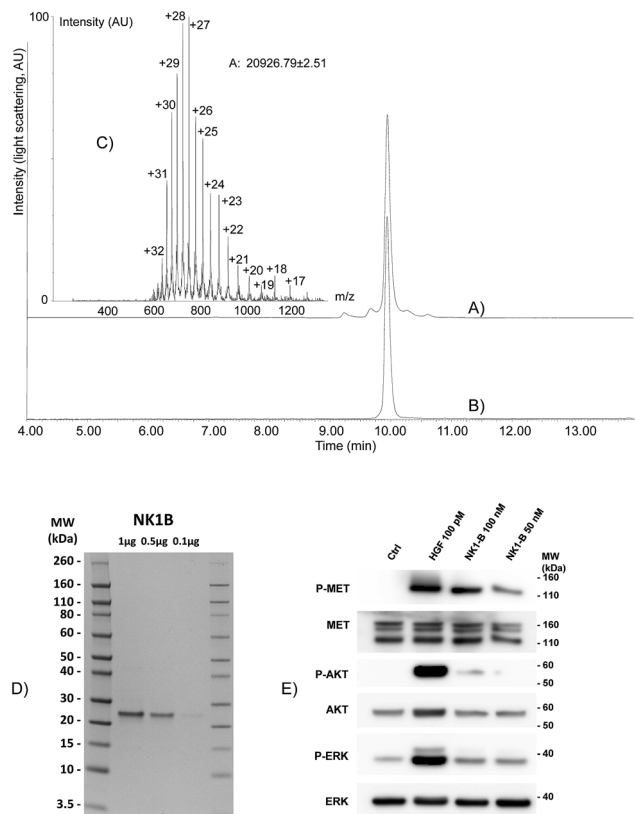 Intensity (light scattering, AU)
100
0
Intensity (AU)
+28
+27
+29
A: 20926.79±2.51
+30
+26
C)
+25
+31
+24
+23
+22
+32
+21
+20
+18
+19
+17
400 600 800 1000 1200
m/z
A)
B)
4.00 5.00 6.00 7.00 8.00 9.00 10.00 11.00 12.00 13.00
Time (min)
D)
MW
(kDa)
NK1B
1µg 0.5µg 0.1µg
260 -
160 -
110 -
80 -
60 -
50 -
40 -
30 -
20 -
15 -
10 -
3.5 -
E)
Ctrl
HGF 100 pM
NK1-B 100 nM
NK1-B 50 nM
MW
(kDa)
P-MET
- 160
- 110
MET
- 160
- 110
P-AKT
- 60
- 50
AKT
- 60
- 50
P-ERK
- 40
ERK
- 40